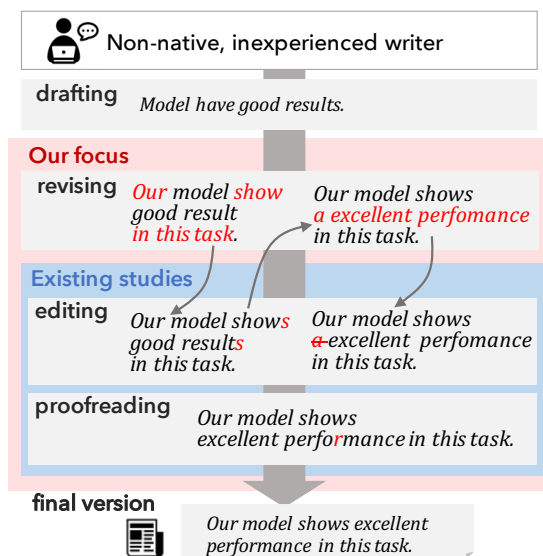 Non-native, inexperienced writer
drafting
Model have good results.
Our focus
revising
Our model show
good result
in this task.
Our model shows
a excellent perfomance
in this task.
Existing studies
editing
Our model shows
good results
in this task.
Our model shows
a excellent perfomance
in this task.
proofreading
Our model shows
excellent performance in this task.
final version
Our model shows excellent
performance in this task.